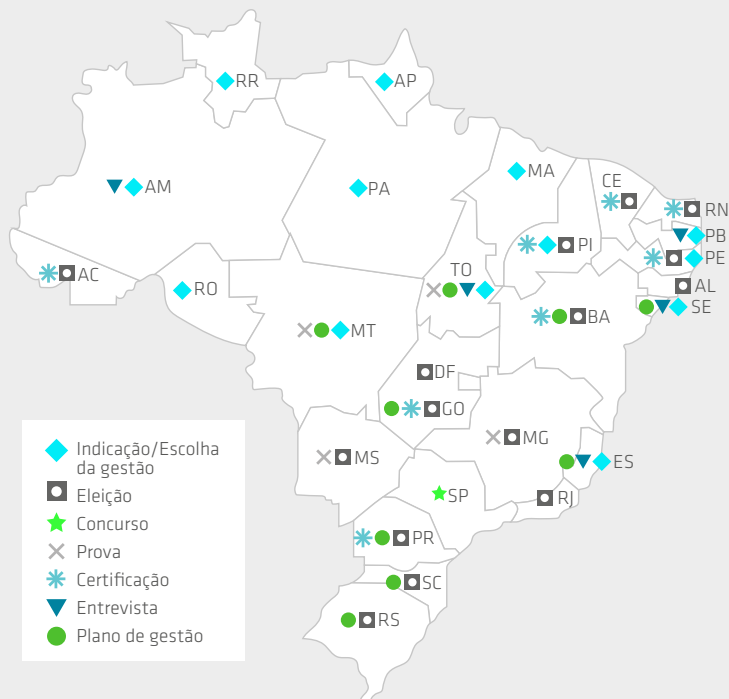 RR
AP
AM
PA
MA
CE
RN
PB
PI
PE
AC
TO
AL
RO
SE
BA
MT
DF
GO
MG
MS
ES
SP
RJ
PR
SC
RS
Indicação/Escolha
da gestão
Eleição
Concurso
Prova
Certificação
Entrevista
Plano de gestão